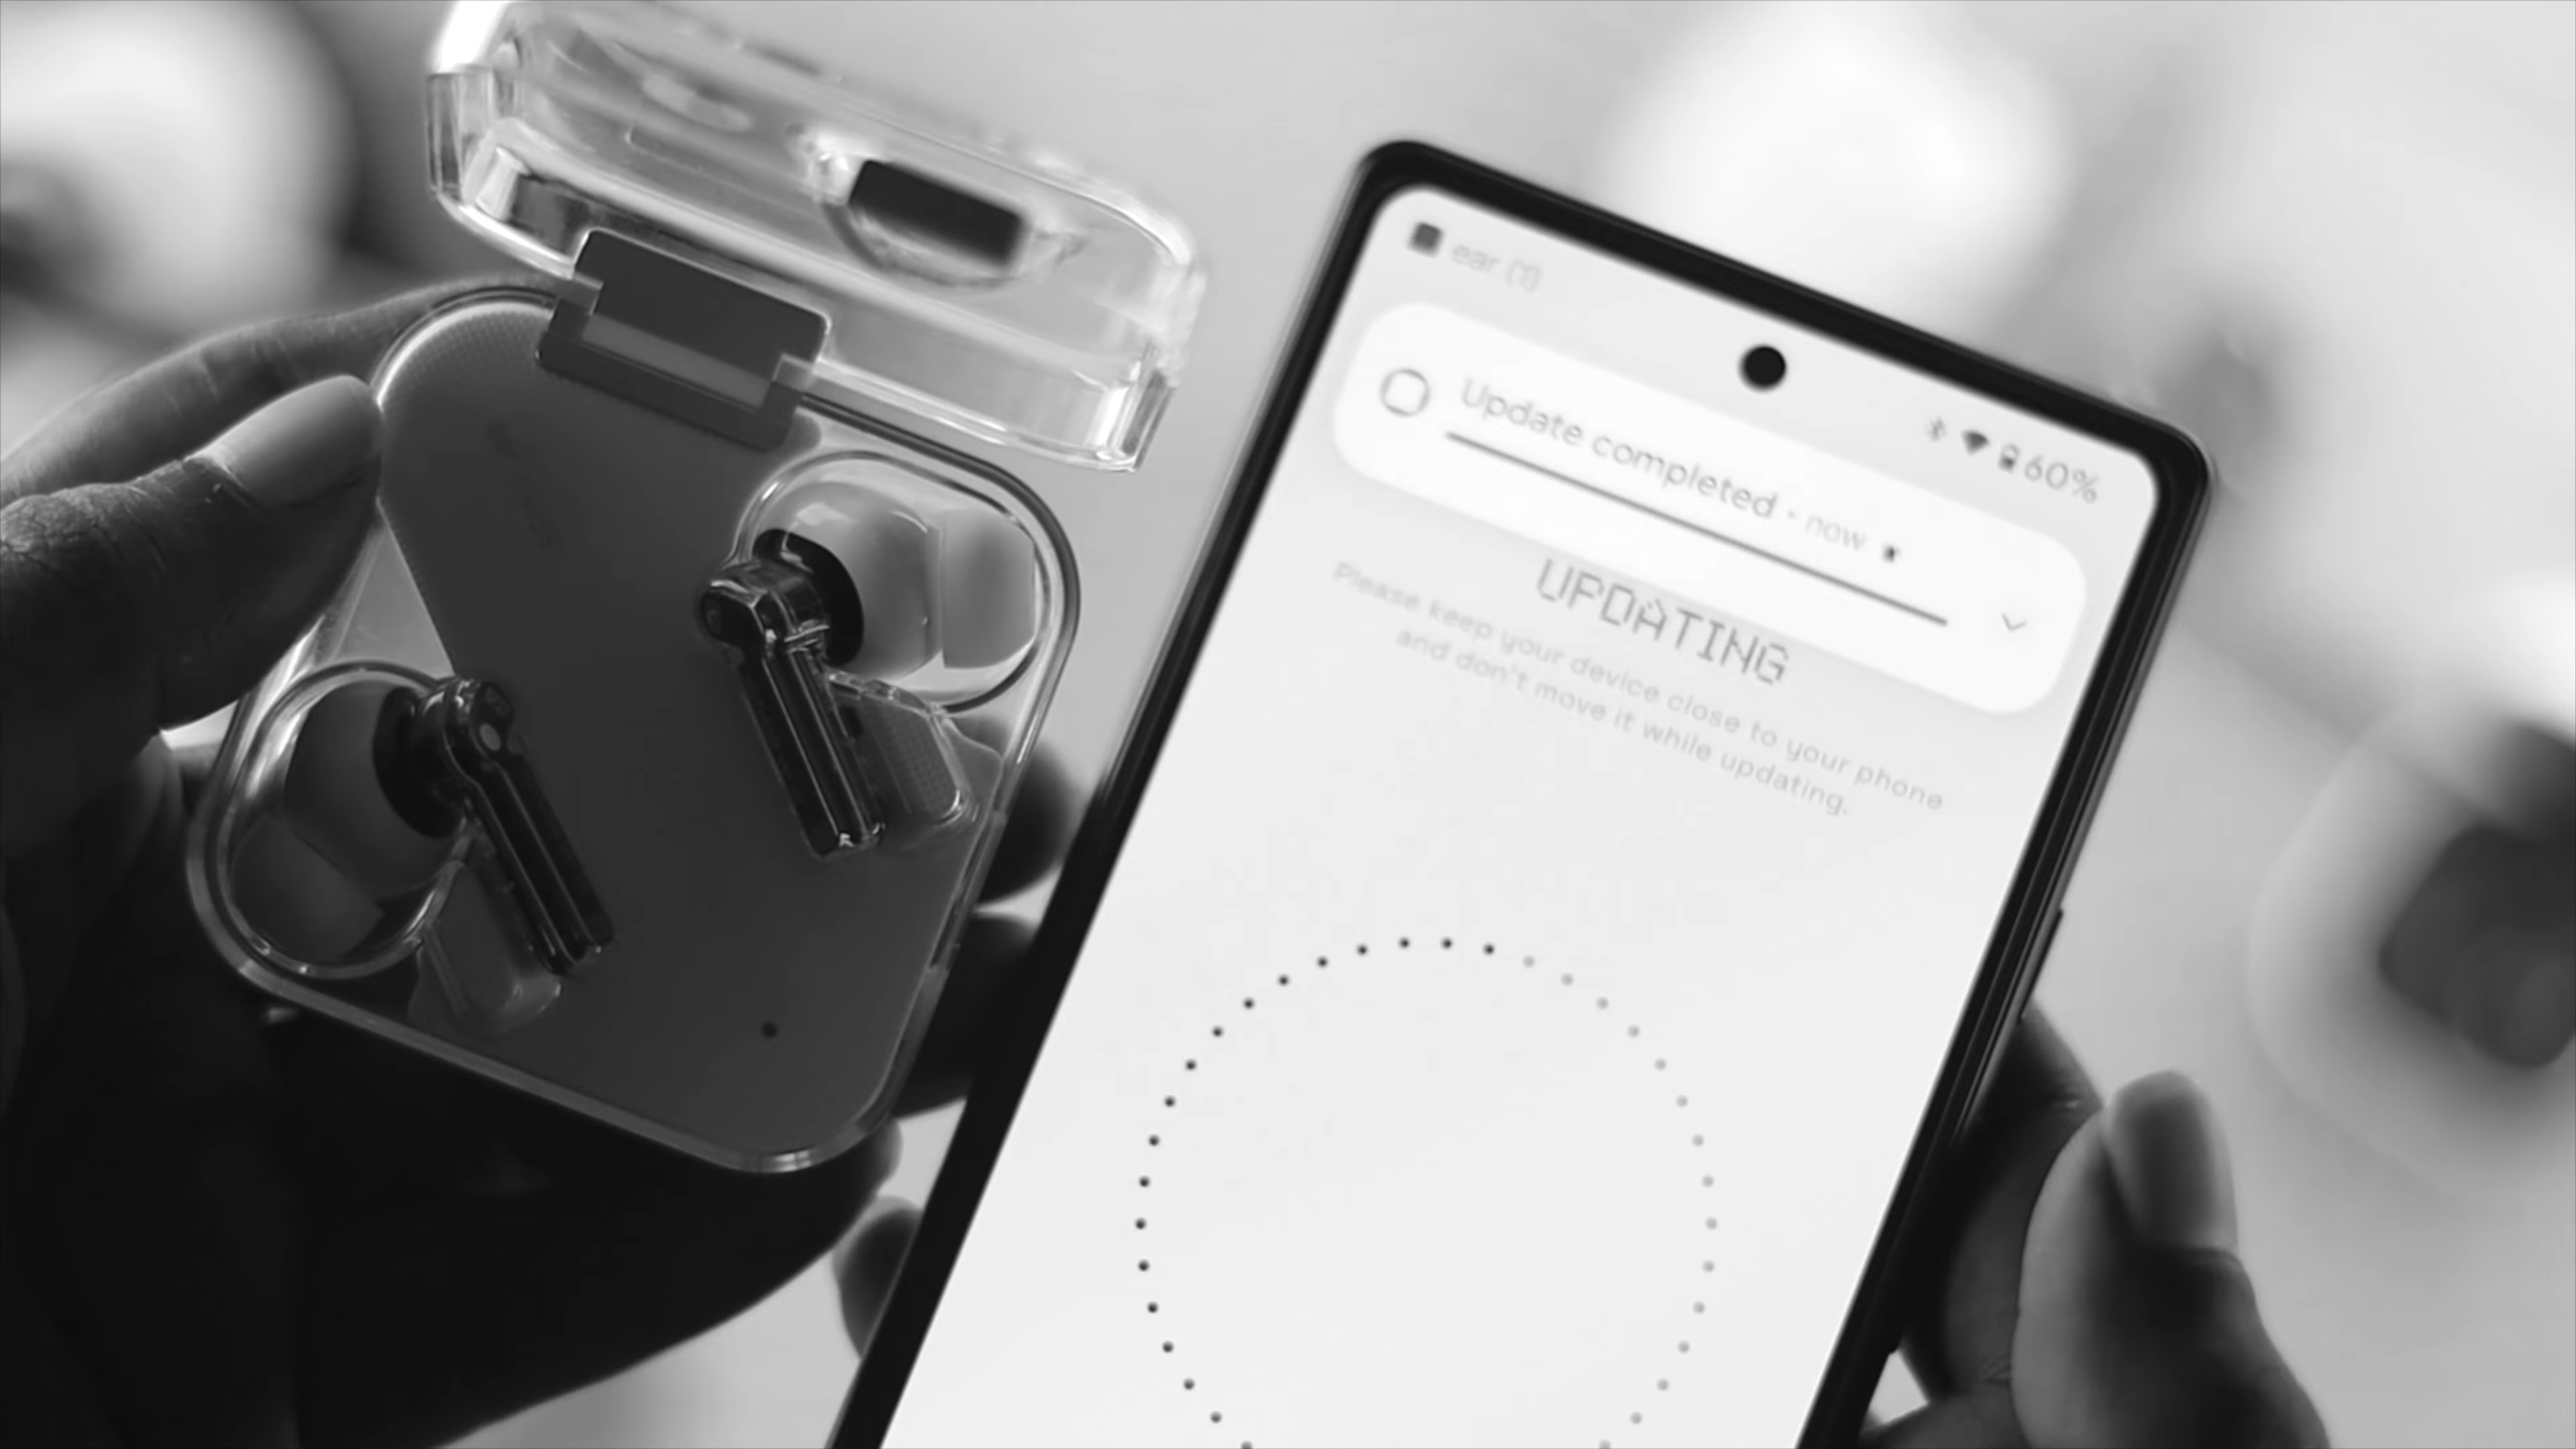 ear (1)
60%
Update completed • now
UPDATING
Please keep your device close to your phone
and don't move it while updating.